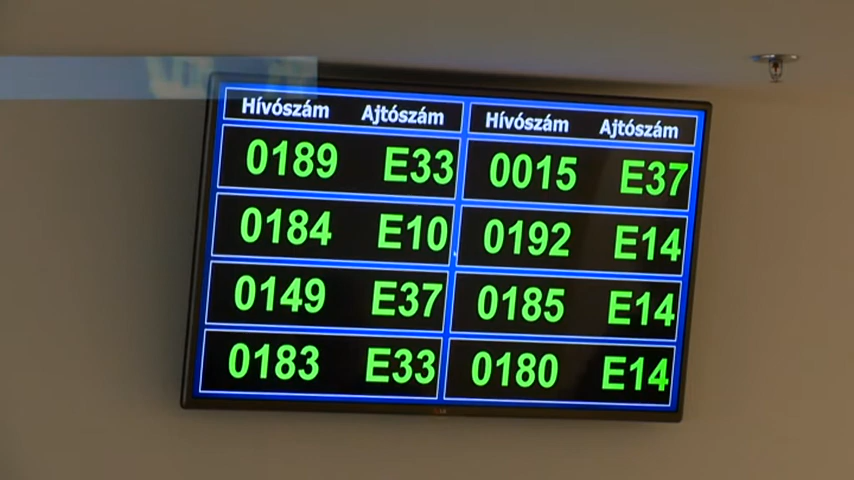 Hívószám Ajtószám Hívószám Ajtószám
0189 E33 0015 E37
0184 E10 0192 E14
0149 E37 0185 E14
0183 E33 0180 E14